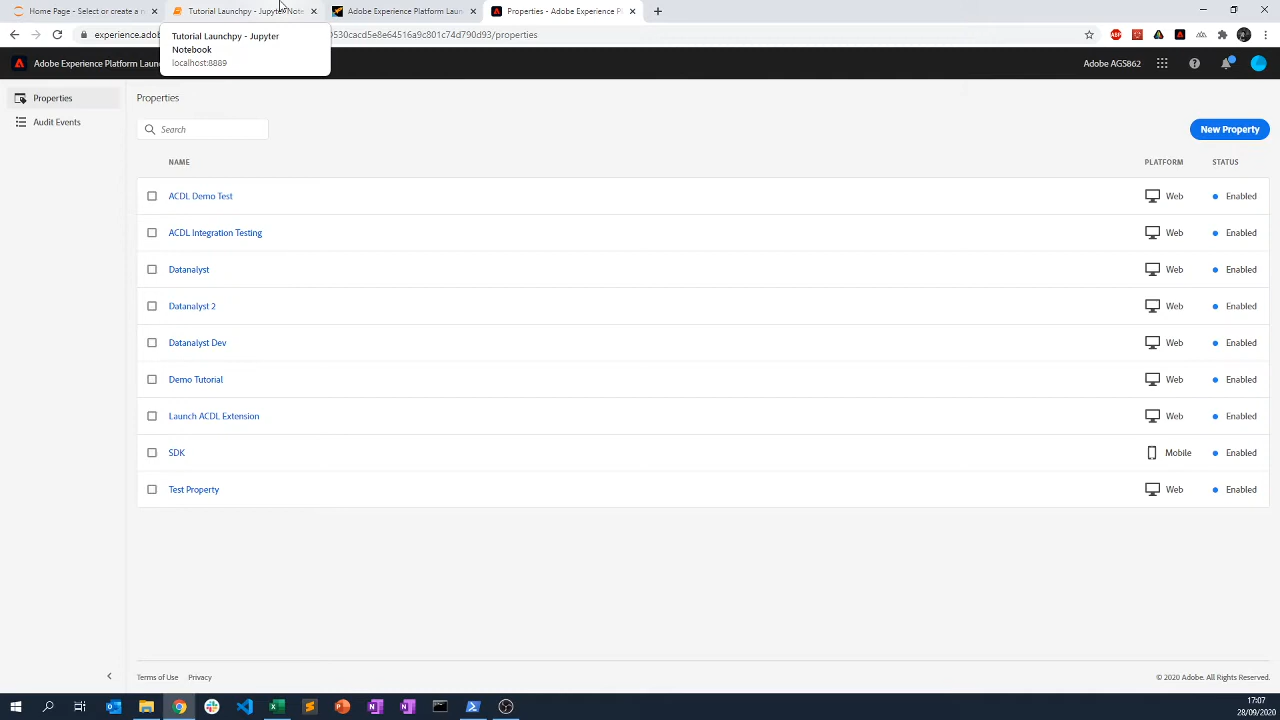 Home Page - Select or create a n
Tutorial Launchpy - Jupyter Note
Adobe Experience Platform Laun
Properties - Adobe Experience Pl
530cacd5e8e64516a9c801c74d790d93/properties
experience.adob
Tutorial Launchpy - Jupyter
Notebook
localhost:8889
Adobe Experience Platform Laun
Adobe AGS862
Properties
Audit Events
Properties
Search
New Property
NAME
PLATFORM
STATUS
ACDL Demo Test
Web
Enabled
ACDL Integration Testing
Web
Enabled
Datanalyst
Web
Enabled
Datanalyst 2
Web
Enabled
Datanalyst Dev
Web
Enabled
Demo Tutorial
Web
Enabled
Launch ACDL Extension
Web
Enabled
SDK
Mobile
Enabled
Test Property
Web
Enabled
Terms of Use
Privacy
© 2020 Adobe. All Rights Reserved.
17:07
28/09/2020